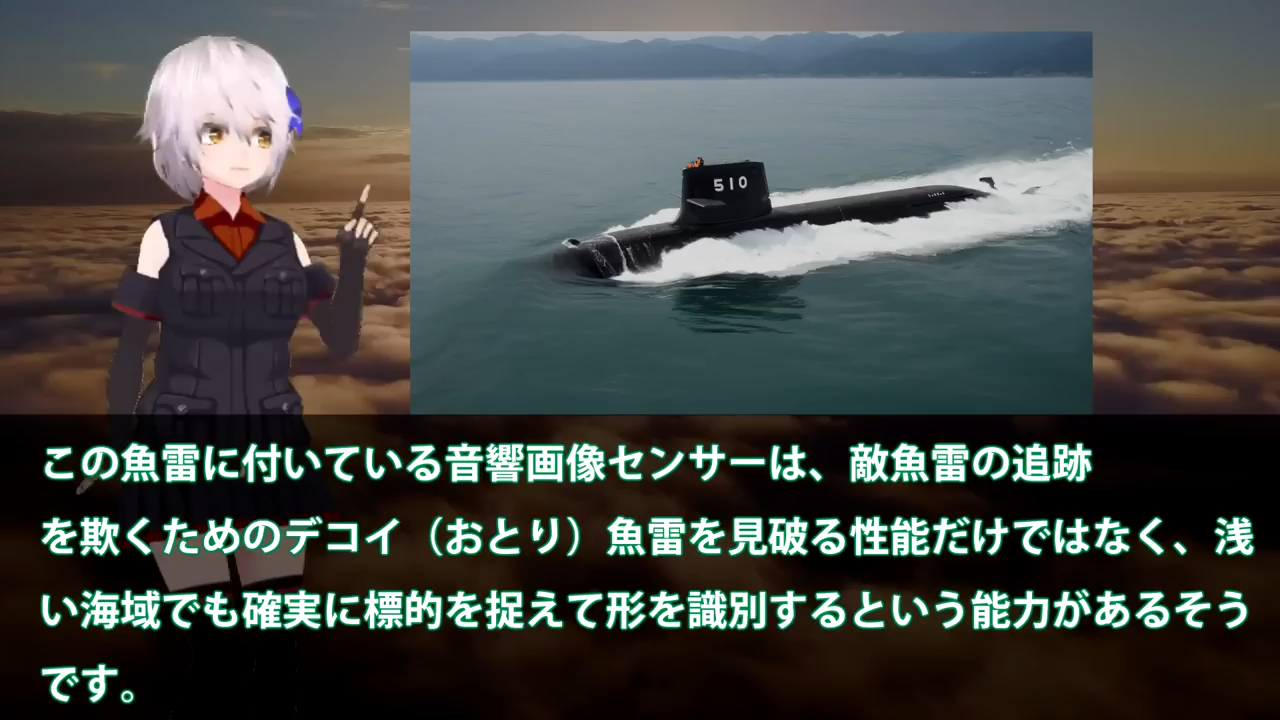 510
この魚雷に付いている音響画像センサーは、敵魚雷の追跡
を欺くためのデコイ（おとり）魚雷を見破る性能だけではなく、浅
い海域でも確実に標的を捉えて形を識別するという能力があるそう
です。